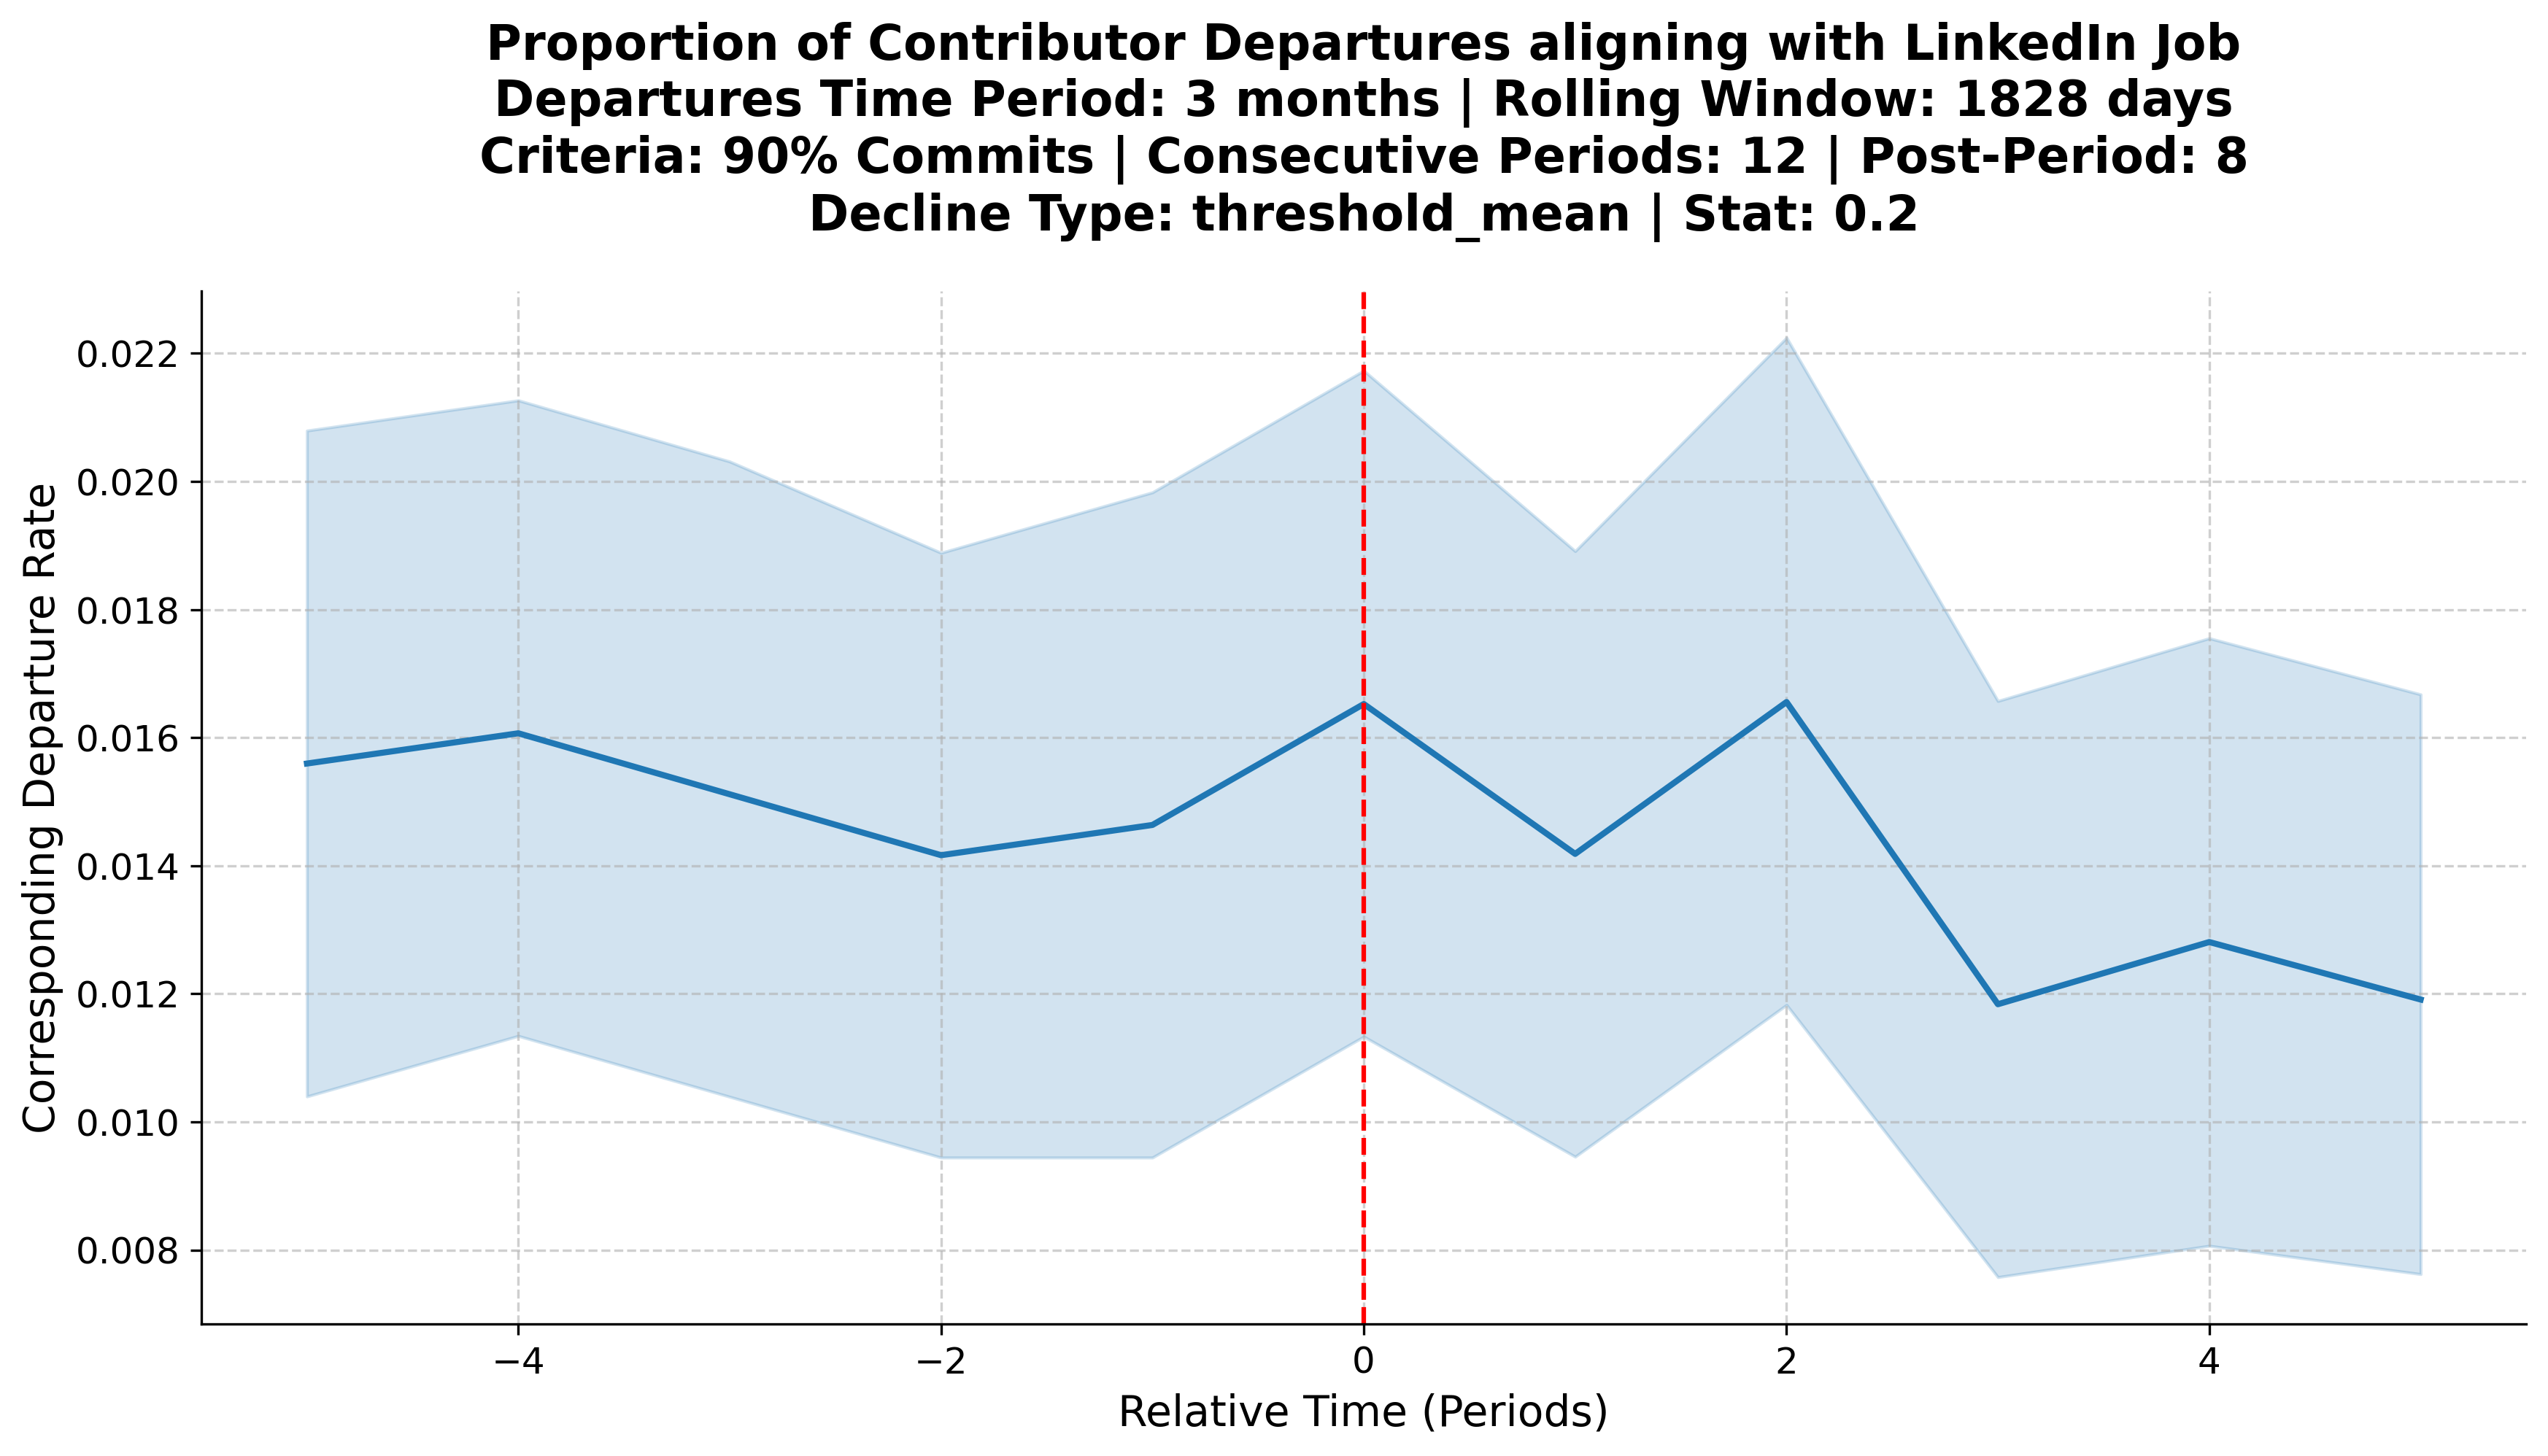 Proportion of Contributor Departures aligning with LinkedIn Job
Departures Time Period: 3 months | Rolling Window: 1828 days
Criteria: 90% Commits | Consecutive Periods: 12 | Post-Period: 8
Decline Type: threshold_mean | Stat: 0.2
Corresponding Departure Rate
0.022
0.020
0.018
0.016
0.014
0.012
0.010
0.008
−4 −2 0 2 4
Relative Time (Periods)